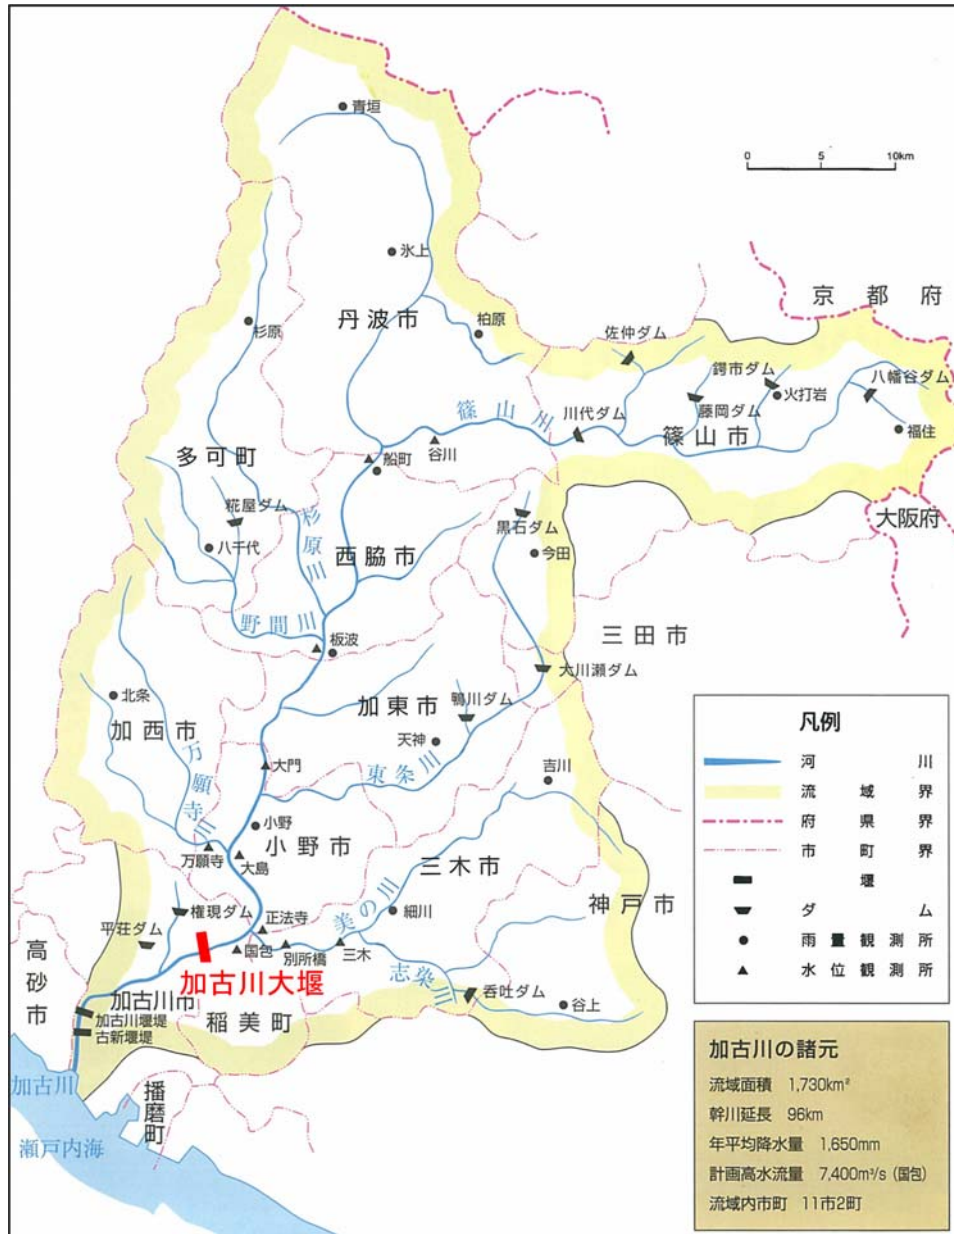 青垣
0 5 10km
氷上
京都府
丹波市
杉原
柏原
佐仲ダム
鍔市ダム
八幡谷ダム
火打岩
藤岡ダム
篠山川
川代ダム
篠山市
福住
谷川
船町
多可町
糀屋ダム
大阪府
黒石ダム
杉原川
西脇市
今田
八千代
野間川
板波
三田市
大川瀬ダム
北条
加西市
加東市
鴨川ダム
天神
万願寺川
大門
東条川
吉川
小野
小野市
万願寺
大島
三木市
美の川
細川
神戸市
権現ダム
正法寺
平荘ダム
国包
別所橋
三木
高砂市
加古川大堰
志染川
呑吐ダム
谷上
加古川市
稲美町
加古川堰堤
古新堰堤
加古川
播磨町
瀬戸内海
凡例
河川
流域界
府県界
市町界
堰
ダム
雨量観測所
水位観測所
加古川の諸元
流域面積 1,730km²
幹川延長 96km
年平均降水量 1,650mm
計画高水流量 7,400m³/s (国包)
流域内市町 11市2町